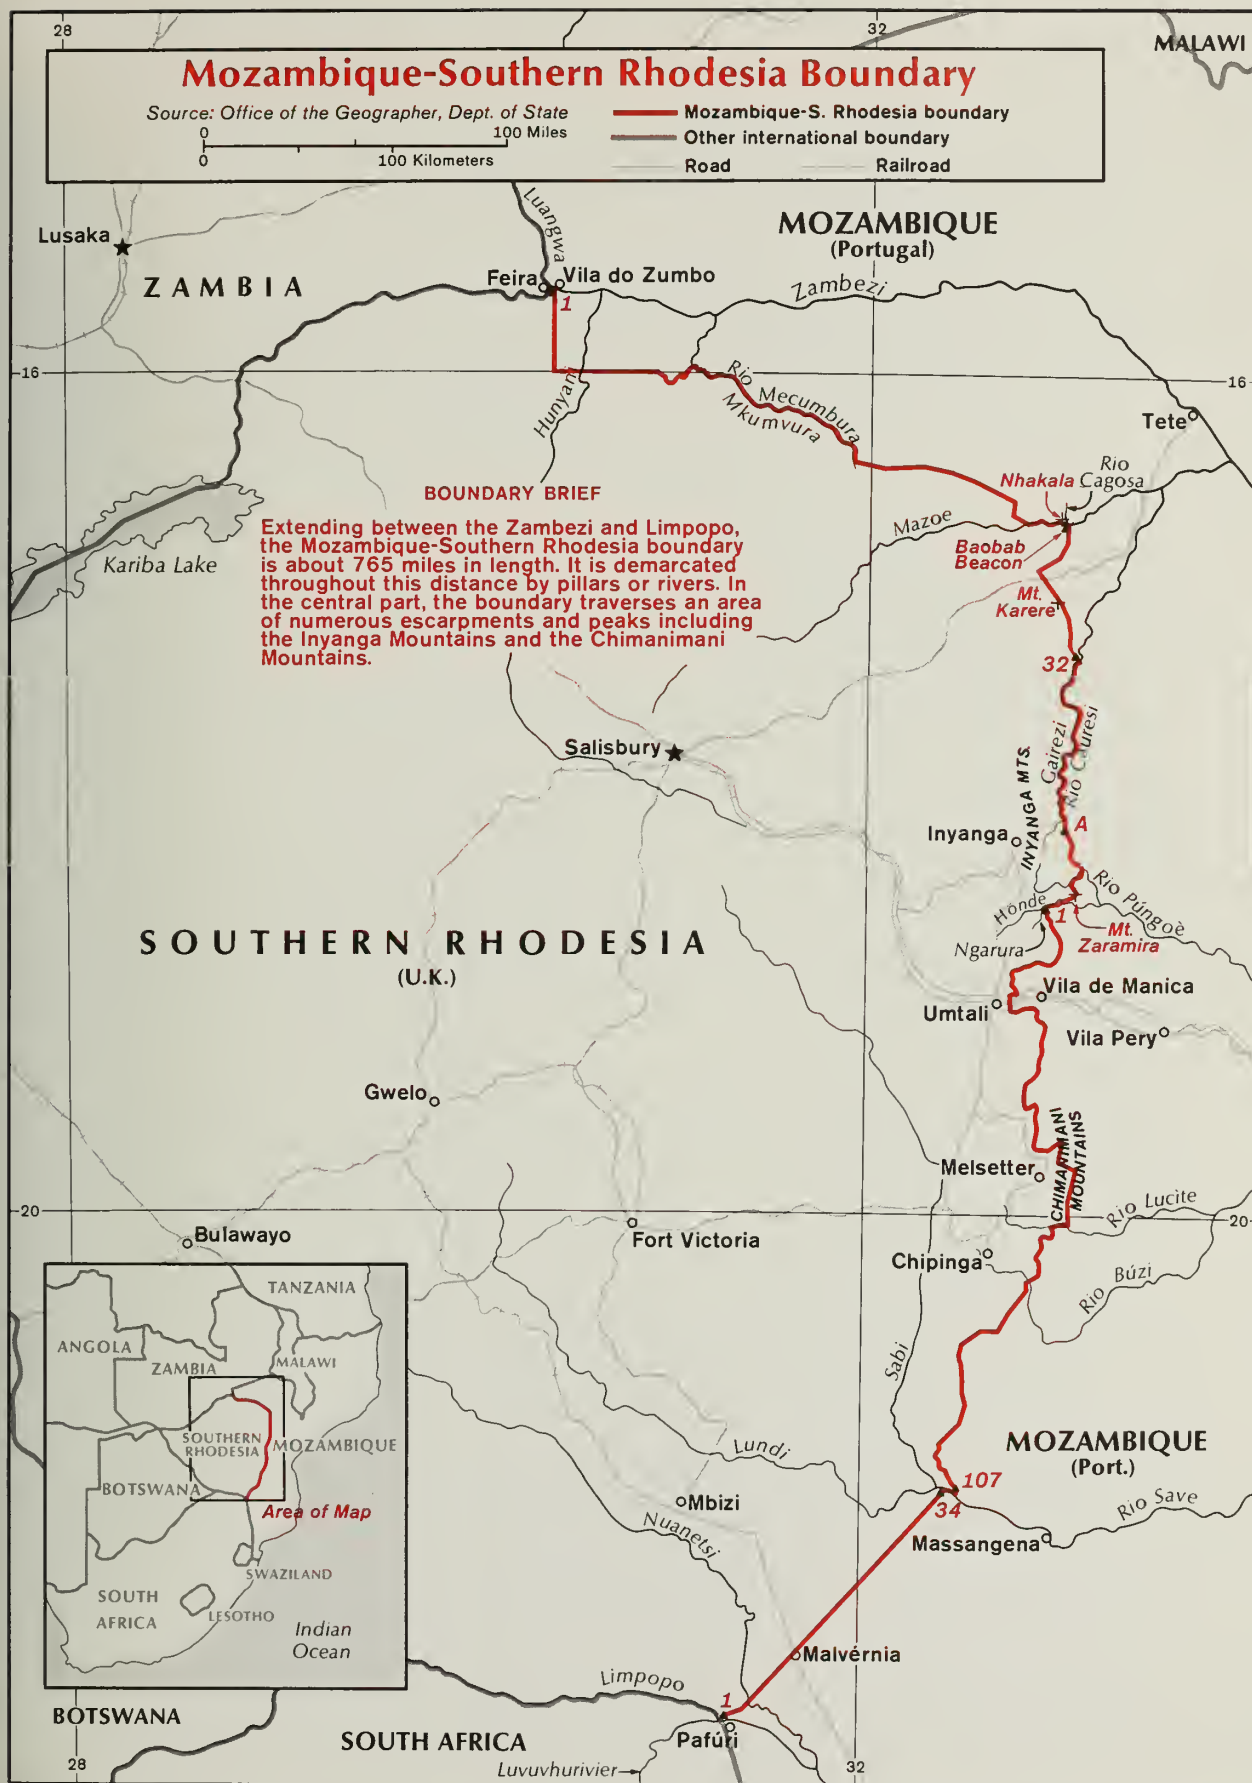 28
32
MALAWI
Mozambique-Southern Rhodesia Boundary
Source: Office of the Geographer, Dept. of State
0 100 Miles
0 100 Kilometers
Mozambique-S. Rhodesia boundary
Other international boundary
Road Railroad
Luangwa
MOZAMBIQUE
(Portugal)
Lusaka
ZAMBIA
Feira
Vila do Zumbo
Zambezi
1
16
16
Hunyani
Rio Mecumbura
Mkumvura
Tete
Nhakala
Rio
Cagosa
Mazoe
Baobab
Beacon
Kariba Lake
BOUNDARY BRIEF
Extending between the Zambezi and Limpopo,
the Mozambique-Southern Rhodesia boundary
is about 765 miles in length. It is demarcated
throughout this distance by pillars or rivers. In
the central part, the boundary traverses an area
of numerous escarpments and peaks including
the Inyanga Mountains and the Chimanimani
Mountains.
Mt.
Karere
32
Salisbury
Gairezi
Rio Cauresi
INYANGA MTS.
Inyanga
A
Rio Púngoè
Honde
1
Mt.
Zaramira
Ngarura
SOUTHERN RHODESIA
(U.K.)
Umtali
Vila de Manica
Vila Pery
Gwelo
CHIMANIMANI
MOUNTAINS
Melsetter
Rio Lucite
20
20
Bulawayo
Fort Victoria
Chipinga
Rio Búzi
Sabi
TANZANIA
ANGOLA
ZAMBIA
MALAWI
SOUTHERN
RHODESIA
MOZAMBIQUE
BOTSWANA
Area of Map
SWAZILAND
SOUTH
AFRICA
LESOTHO
Indian
Ocean
Lundi
MOZAMBIQUE
(Port.)
107
34
Rio Save
Mbizi
Nuanetsi
Massangena
Malvérnia
Limpopo
1
Pafúri
BOTSWANA
SOUTH AFRICA
Luvuvhurivier
28
32